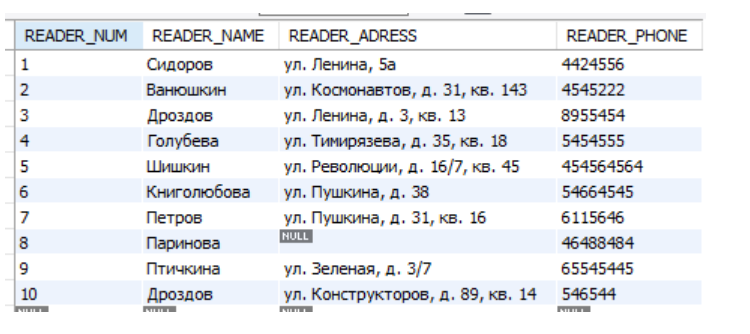 READER_NUM READER_NAME READER_ADRESS READER_PHONE
1 Сидоров ул. Ленина, 5а 4424556
2 Ванюшкин ул. Космонавтов, д. 31, кв. 143 4545222
3 Дроздов ул. Ленина, д. 3, кв. 13 8955454
4 Голубева ул. Тимирязева, д. 35, кв. 18 5454555
5 Шишкин ул. Революции, д. 16/7, кв. 45 454564564
6 Книголюбова ул. Пушкина, д. 38 54664545
7 Петров ул. Пушкина, д. 31, кв. 16 6115646
8 Паринова NULL 46488484
9 Птичкина ул. Зеленая, д. 3/7 65545445
10 Дроздов ул. Конструкторов, д. 89, кв. 14 546544
NULL NULL NULL NULL